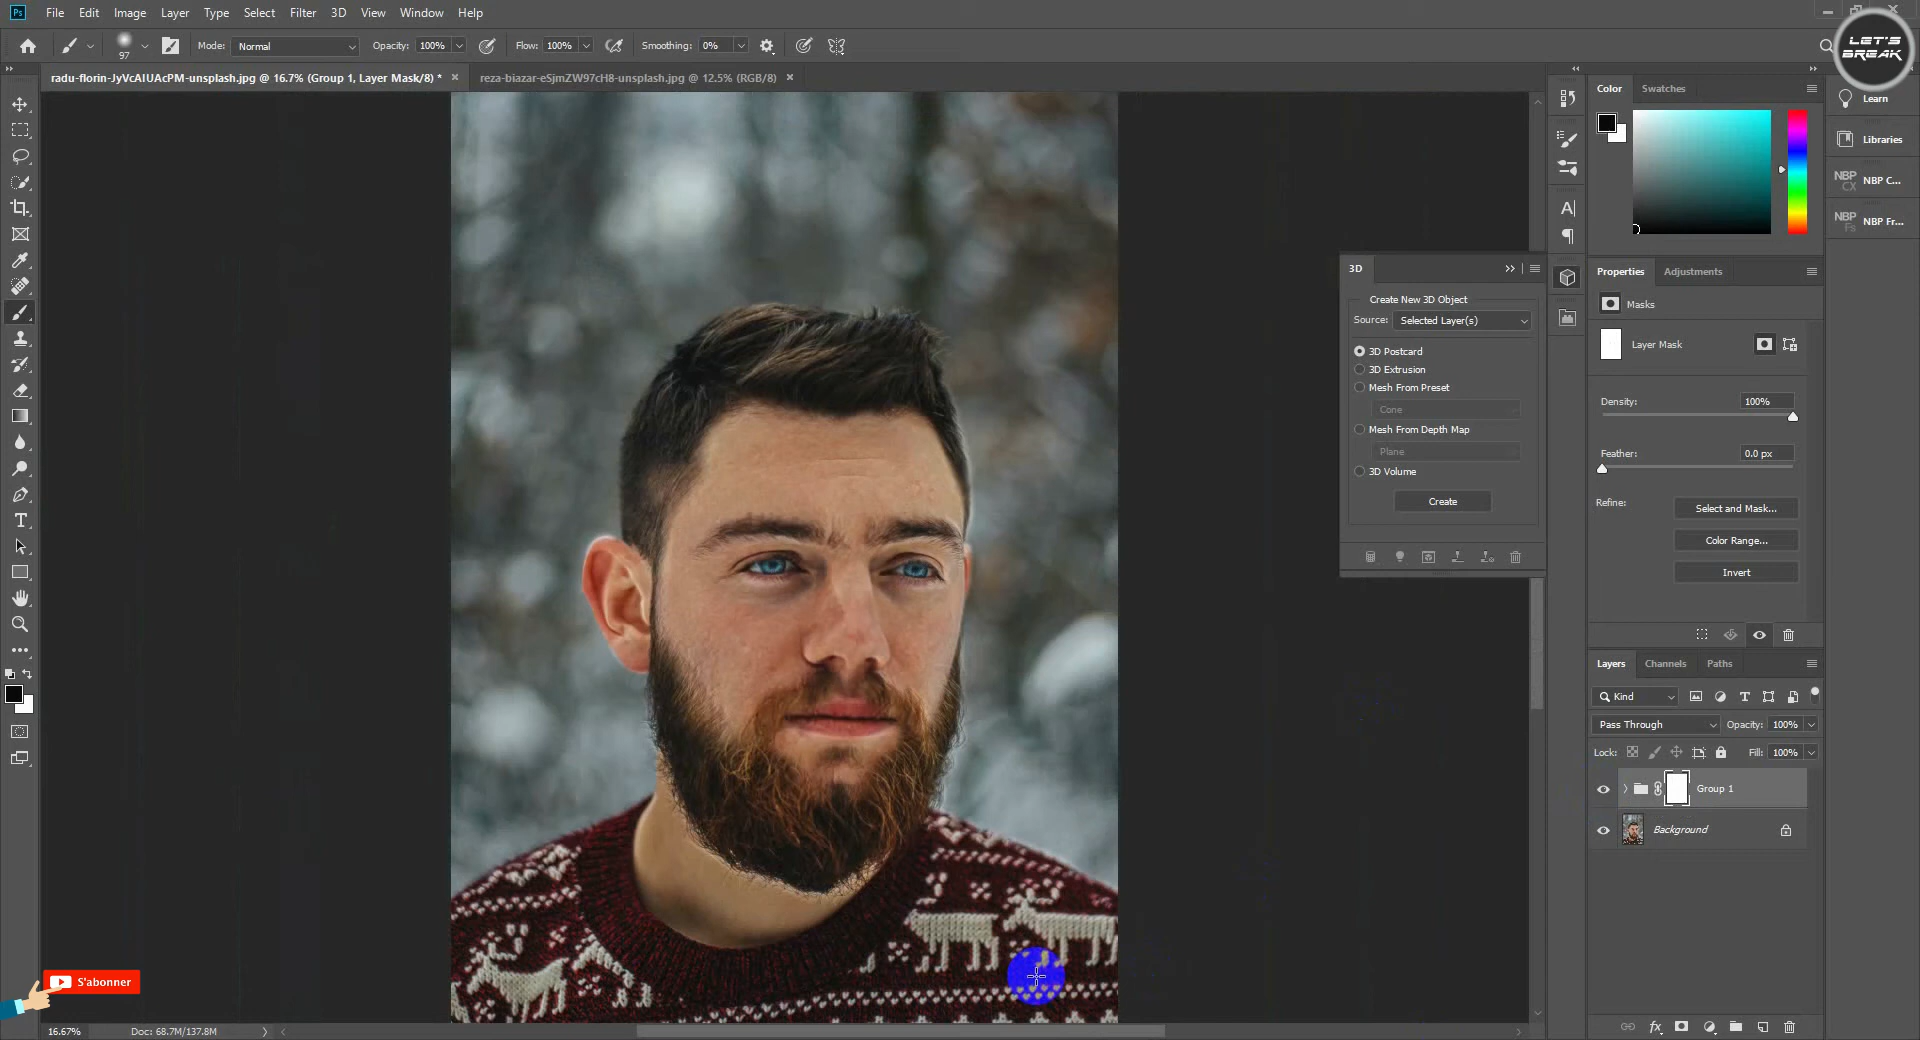 Ps File Edit Image Layer Type Select Filter 3D View Window Help
97 Mode: Normal Opacity: 100% Flow: 100% Smoothing: 0%
LET'S
BREAK
radu-florin-JyVcAIUAcPM-unsplash.jpg @ 16.7% (Group 1, Layer Mask/8) * × reza-biazar-eSjmZW97cH8-unsplash.jpg @ 12.5% (RGB/8) ×
Color Swatches
Learn
Libraries
NBP CX NBP C...
NBP Fs NBP Fr...
3D
Create New 3D Object
Source: Selected Layer(s)
3D Postcard
3D Extrusion
Mesh From Preset
Cone
Mesh From Depth Map
Plane
3D Volume
Create
Properties Adjustments
Masks
Layer Mask
Density: 100%
Feather: 0.0 px
Refine: Select and Mask...
Color Range...
Invert
Layers Channels Paths
Kind
Pass Through Opacity: 100%
Lock: Fill: 100%
Group 1
Background
S'abonner
16.67% Doc: 68.7M/137.8M